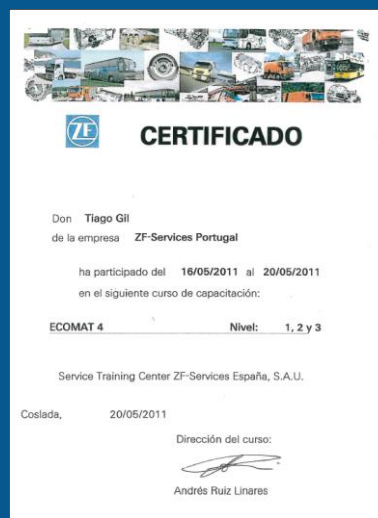 ZF
CERTIFICADO
Don Tiago Gil
de la empresa ZF-Services Portugal
ha participado del 16/05/2011 al 20/05/2011
en el siguiente curso de capacitación:
ECOMAT 4 Nivel: 1, 2 y 3
Service Training Center ZF-Services España, S.A.U.
Coslada, 20/05/2011
Dirección del curso:
Andrés Ruiz Linares